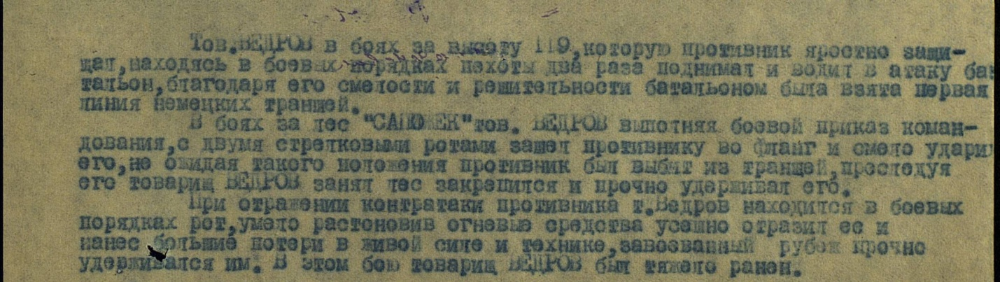 Тов.ВЕДРОВ в боях за высоту 119,которую противник яростно защи-
щал,находясь в боевых порядках пехоты два раза поднимал и водил в атаку ба
тальон,благодаря его смелости и решительности батальоном была взята первая
линия немецких траншей.
В боях за лес "САПОЖЕК"тов. ВЕДРОВ выполняя боевой приказ коман-
дования,с двумя стрелковыми ротами зашел противнику во фланг и смело удари
его,не ожидая такого положения противник был выбит из траншей,преследуя
его товарищ ВЕДРОВ занял лес закрепился и прочно удерживал его.
При отражении контратаки противника т.Ведров находился в боевых
порядках рот,умело растоновив огневые средства усешно отразил ее и
нанес большие потери в живой силе и технике,завоеванный рубеж прочно
удерживался им. В этом бою товарищ ВЕДРОВ был тяжело ранен.